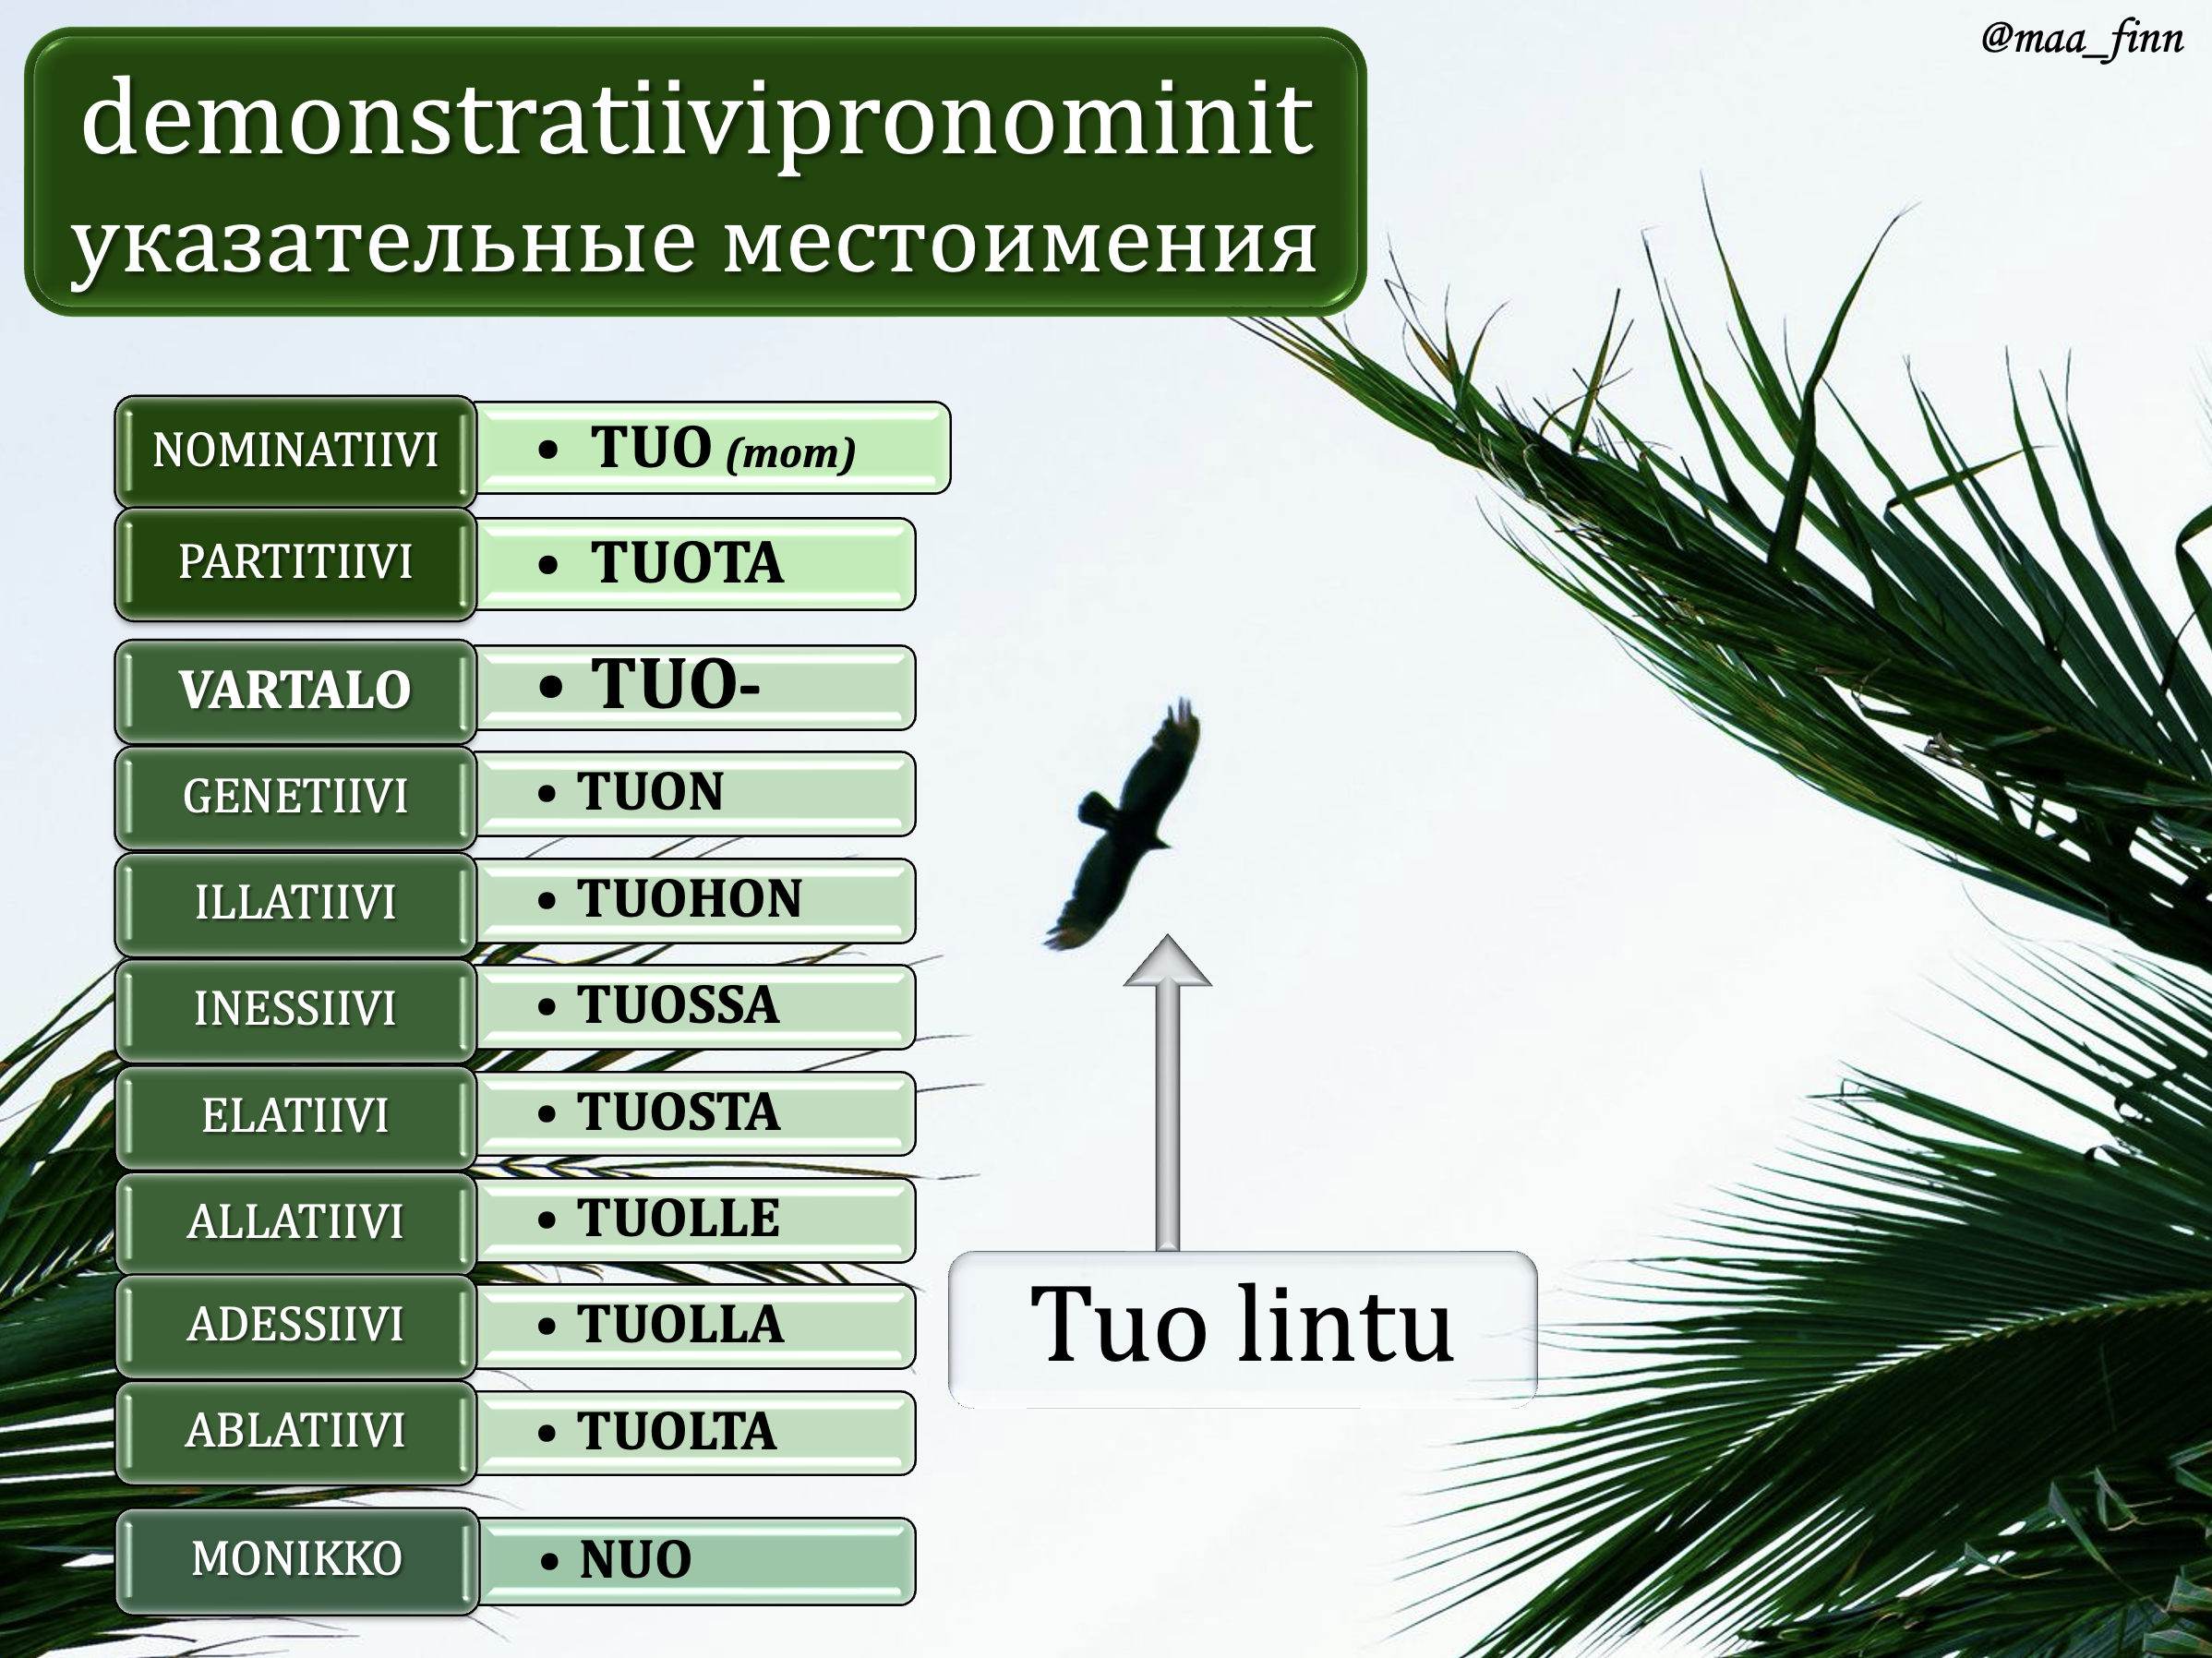 @maa_finn
demonstratiivipronominit
указательные местоимения
NOMINATIIVI
• TUO (тот)
PARTITIIVI
• TUOTA
VARTALO
• TUO-
GENETIIVI
• TUON
ILLATIIVI
• TUOHON
INESSIIVI
• TUOSSA
ELATIIVI
• TUOSTA
ALLATIIVI
• TUOLLE
ADESSIIVI
• TUOLLA
ABLATIIVI
• TUOLTA
MONIKKO
• NUO
Tuo lintu